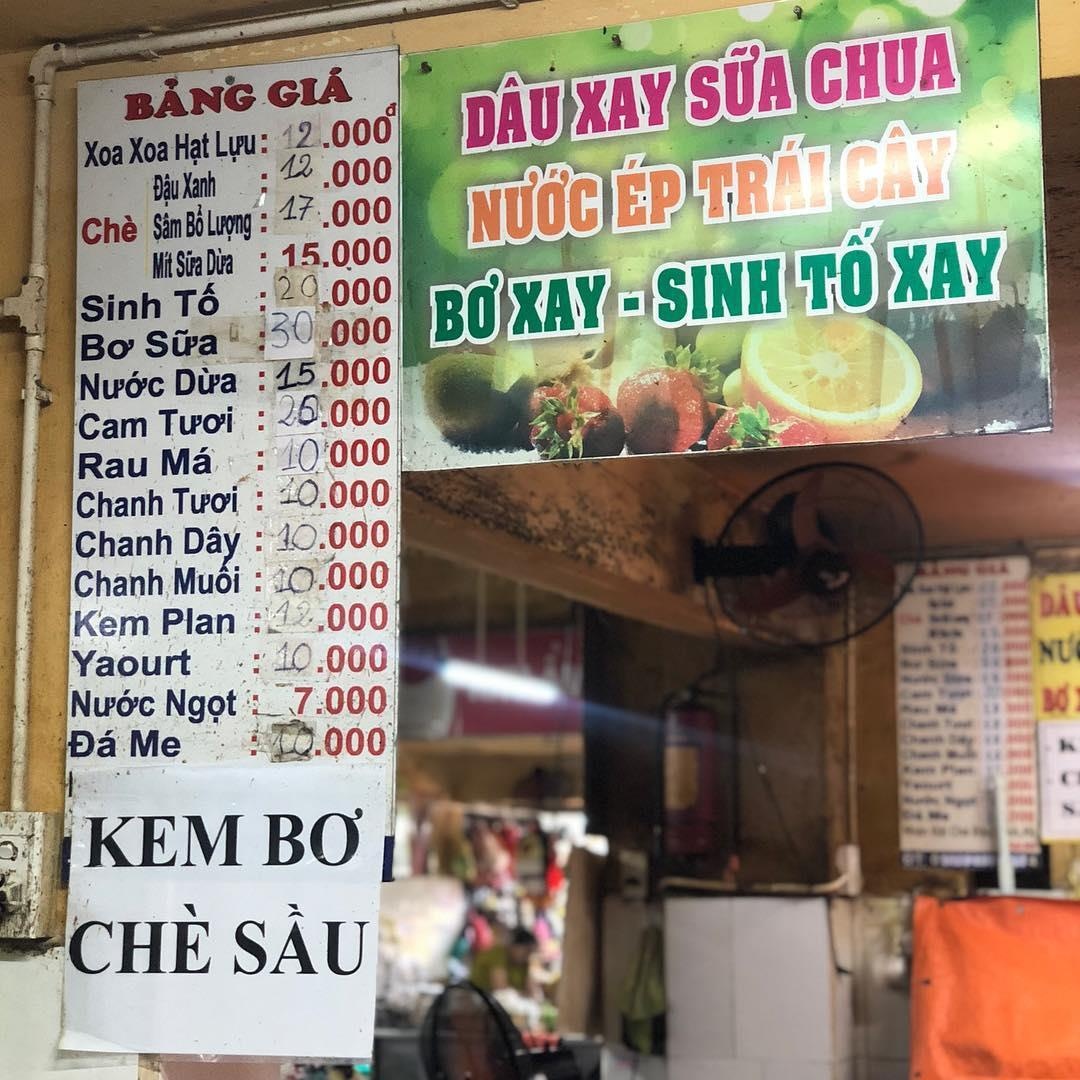 BẢNG GIÁ
Xoa Xoa Hạt Lựu : 12.000đ
Đậu Xanh : 12.000
Chè Sâm Bổ Lượng : 17.000
Mít Sữa Dừa : 15.000
Sinh Tố : 20.000
Bơ Sữa : 30.000
Nước Dừa : 15.000
Cam Tươi : .000
Rau Má : 10.000
Chanh Tươi : 10.000
Chanh Dây : 10.000
Chanh Muối : 10.000
Kem Plan : 12.000
Yaourt : 10.000
Nước Ngọt : 7.000
Đá Me : 10.000
KEM BƠ
CHÈ SẦU
DÂU XAY SỮA CHUA
NƯỚC ÉP TRÁI CÂY
BƠ XAY - SINH TỐ XAY